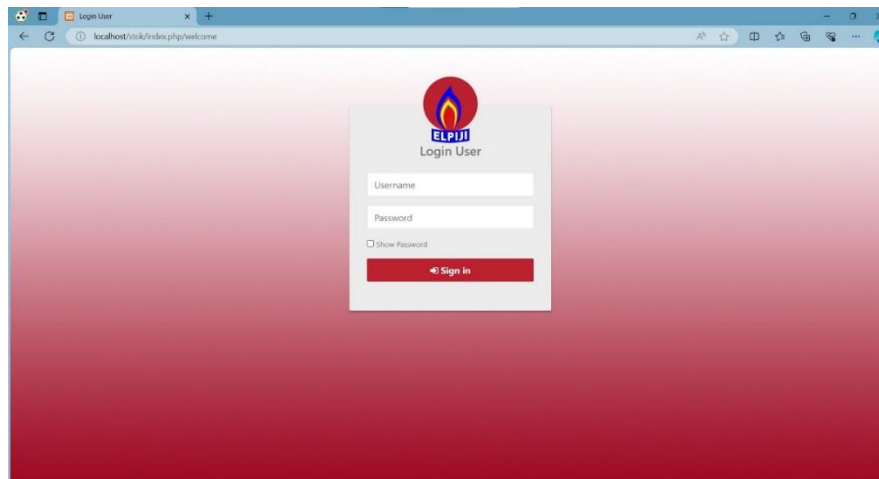 Login User
localhost/stok/index.php/welcome
ELPIJI
Login User
Username
Password
Show Password
Sign in